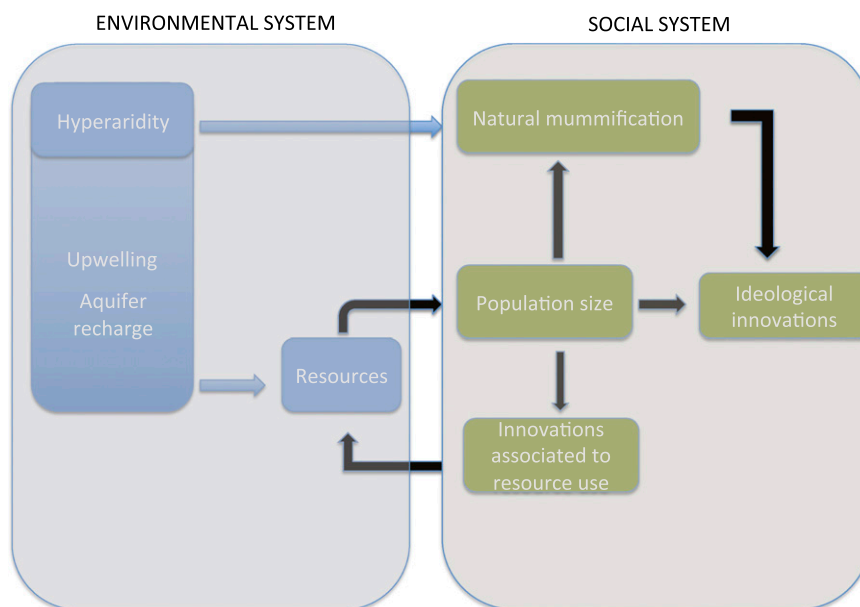 ENVIRONMENTAL SYSTEM
SOCIAL SYSTEM
Hyperaridity
Natural mummification
Upwelling
Aquifer
recharge
Population size
Ideological
innovations
Resources
Innovations
associated to
resource use